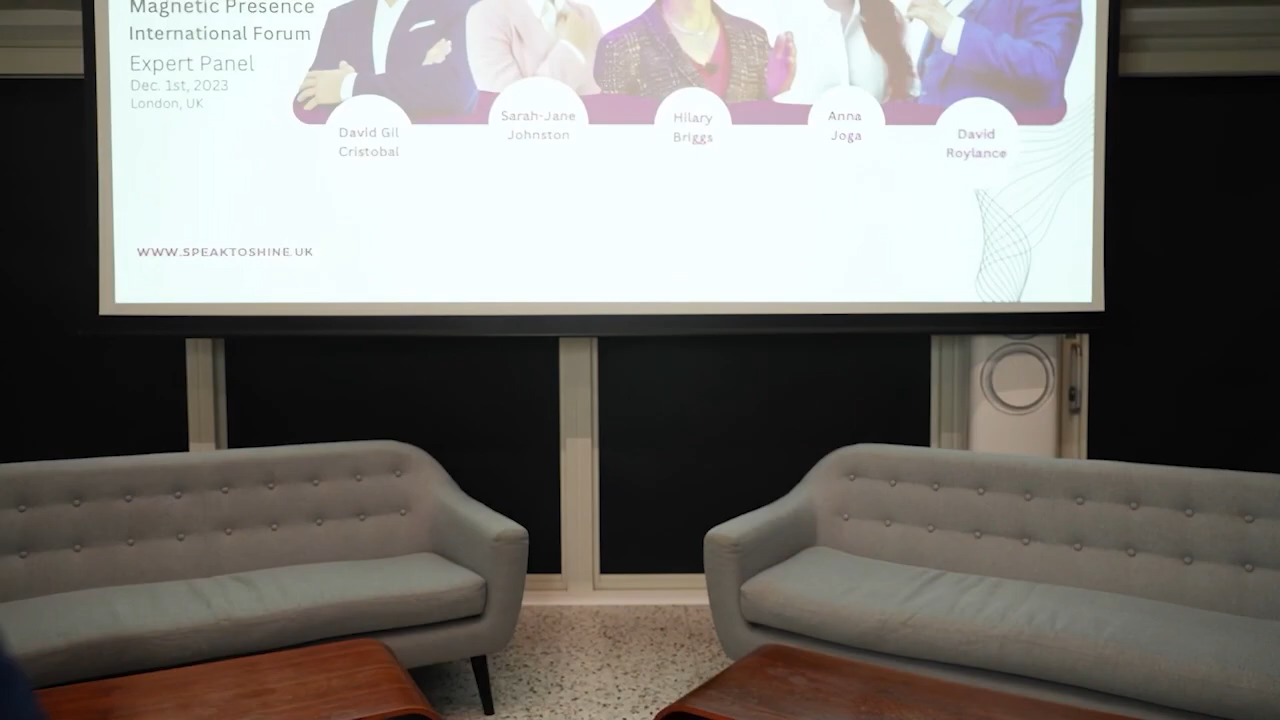 Magnetic Presence
International Forum
Expert Panel
Dec. 1st, 2023
London, UK
David Gil
Cristobal
Sarah-Jane
Johnston
Hilary
Briggs
Anna
Joga
David
Roylance
WWW.SPEAKTOSHINE.UK